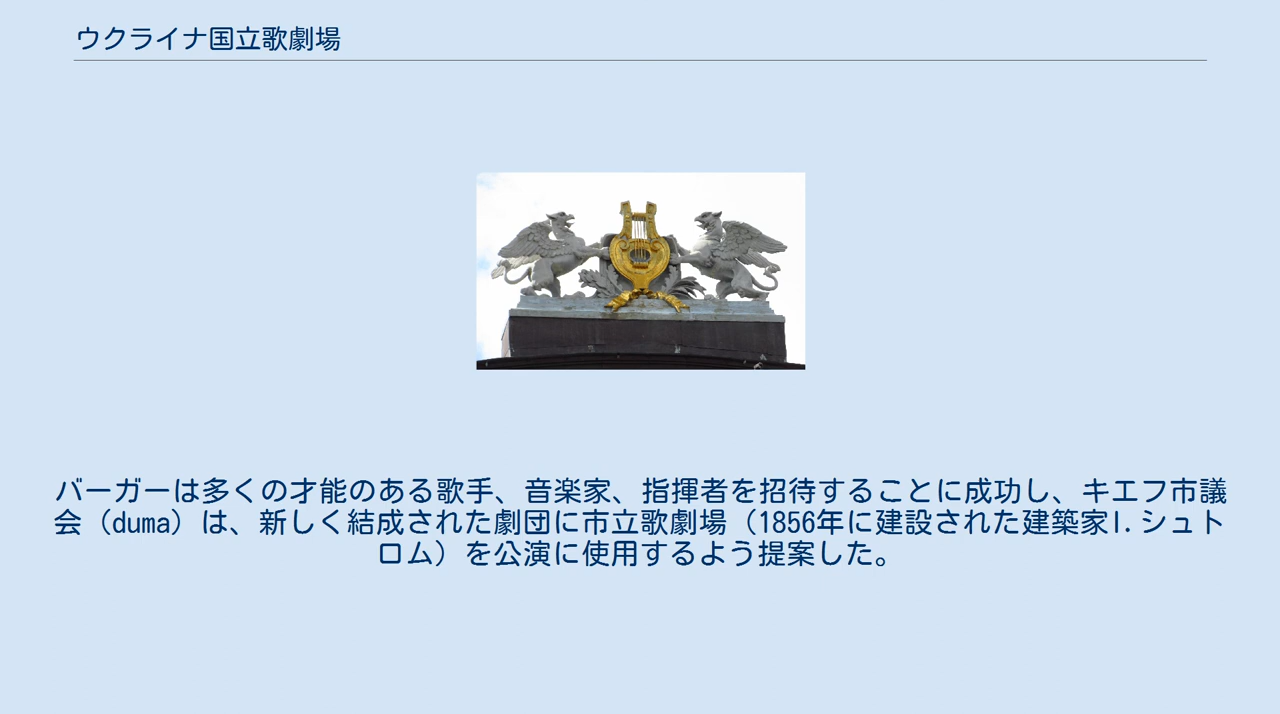 ウクライナ国立歌劇場
バーガーは多くの才能のある歌手、音楽家、指揮者を招待することに成功し、キエフ市議
会（duma）は、新しく結成された劇団に市立歌劇場（1856年に建設された建築家I.シュト
ロム）を公演に使用するよう提案した。